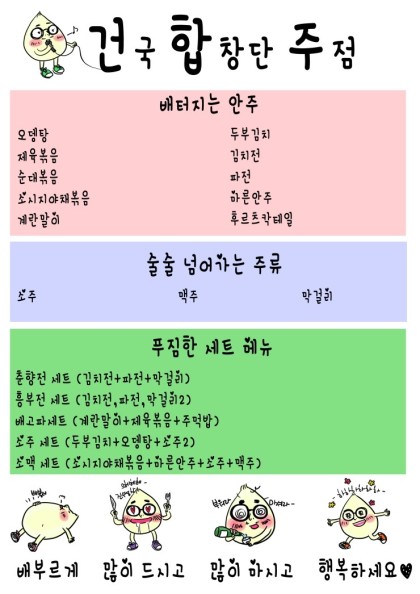 건국 합창단 주점
배터지는 안주
오뎅탕 두부김치
제육볶음 김치전
순대볶음 파전
소시지야채볶음 마른안주
계란말이 후르츠칵테일
술술 넘어가는 주류
소주 맥주 막걸리
푸짐한 세트 메뉴
춘향전 세트 (김치전+파전+막걸리)
흥부전 세트 (김치전,파전,막걸리2)
배고파세트 (계란말이+제육볶음+주먹밥)
소주 세트 (두부김치+오뎅탕+소주2)
소맥 세트 (소시지야채볶음+마른안주+소주+맥주)
배부르게 많이 드시고 많이 마시고 행복하세요♥